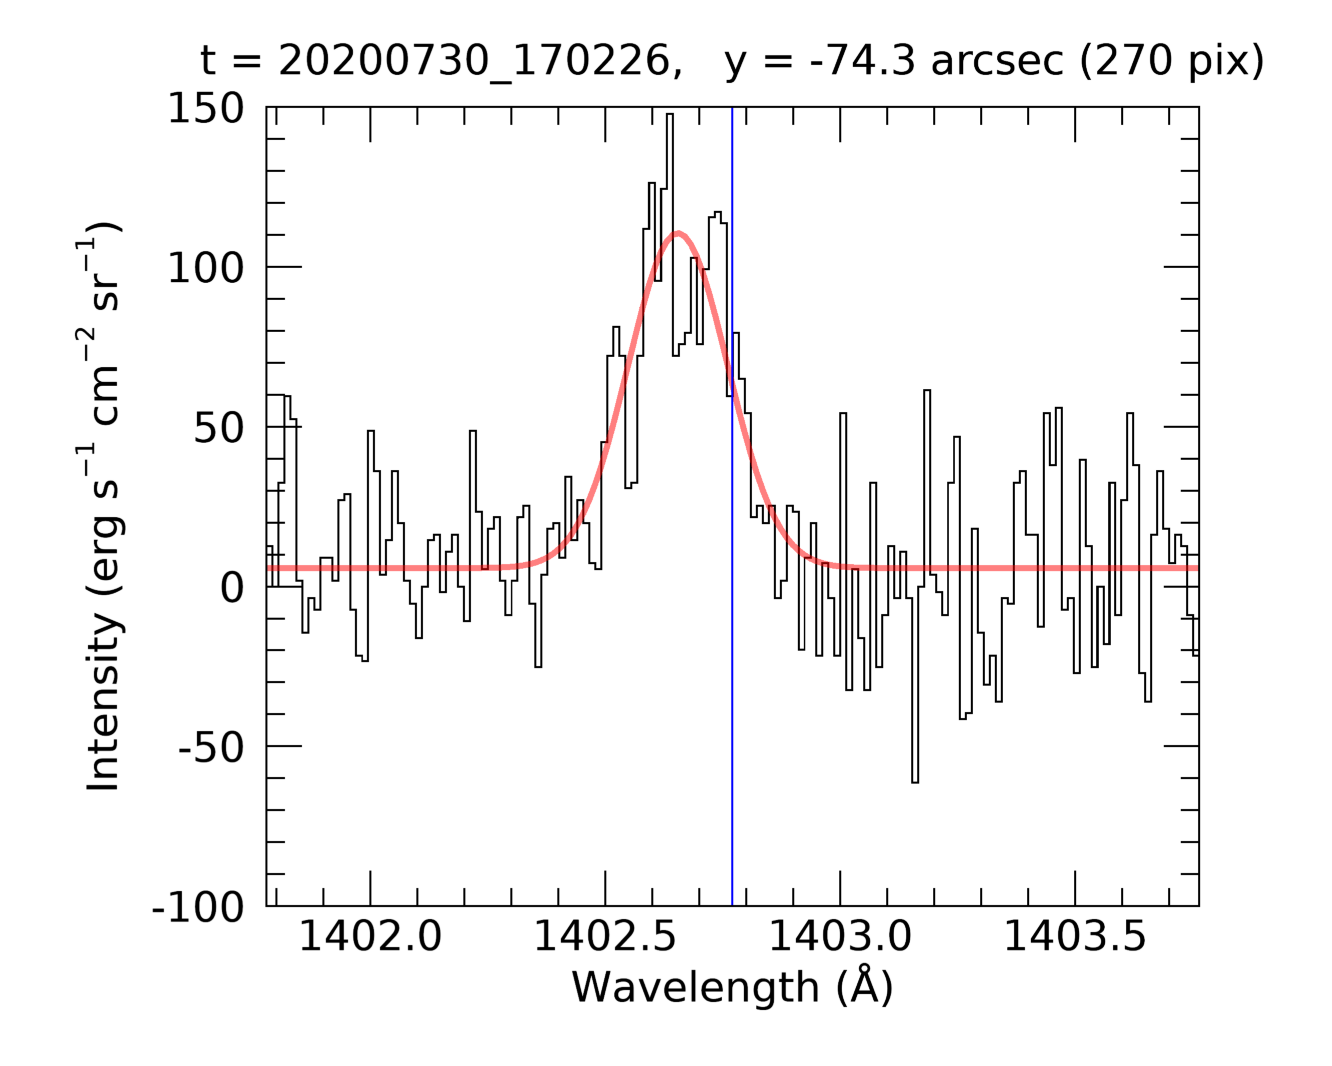 t = 20200730_170226,   y = -74.3 arcsec (270 pix)
150
100
50
0
-50
-100
Intensity (erg s⁻¹ cm⁻² sr⁻¹)
1402.0 1402.5 1403.0 1403.5
Wavelength (Å)